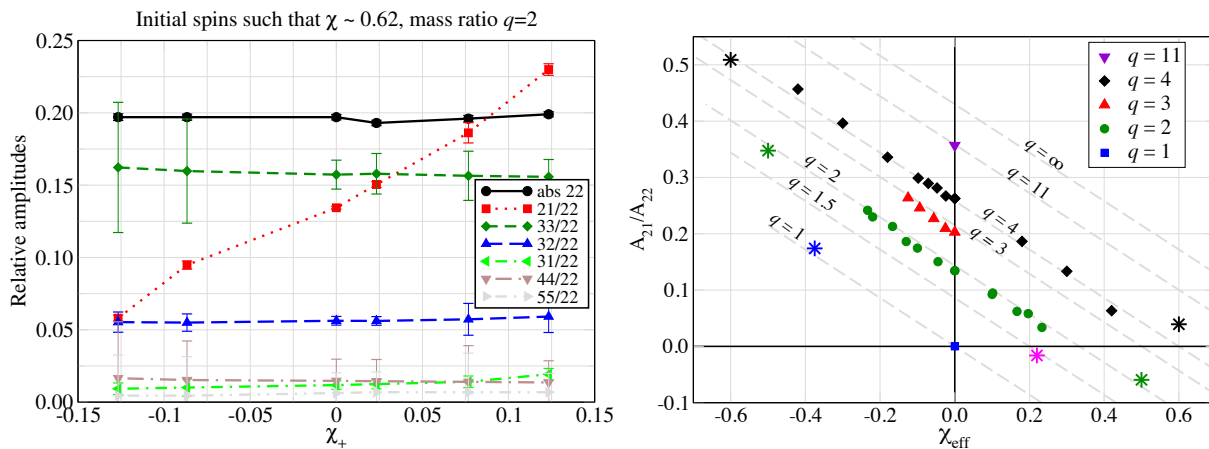 Initial spins such that χ ~ 0.62, mass ratio q=2
Relative amplitudes
0.25
0.20
0.15
0.10
0.05
0.00
-0.15
-0.10
-0.05
0
0.05
0.10
0.15
χ+
abs 22
21/22
33/22
32/22
31/22
44/22
55/22
A21/A22
0.5
0.4
0.3
0.2
0.1
0.0
-0.1
-0.6
-0.4
-0.2
0.0
0.2
0.4
0.6
χeff
q = 11
q = 4
q = 3
q = 2
q = 1
q = ∞
q = 11
q = 4
q = 3
q = 2
q = 1.5
q = 1